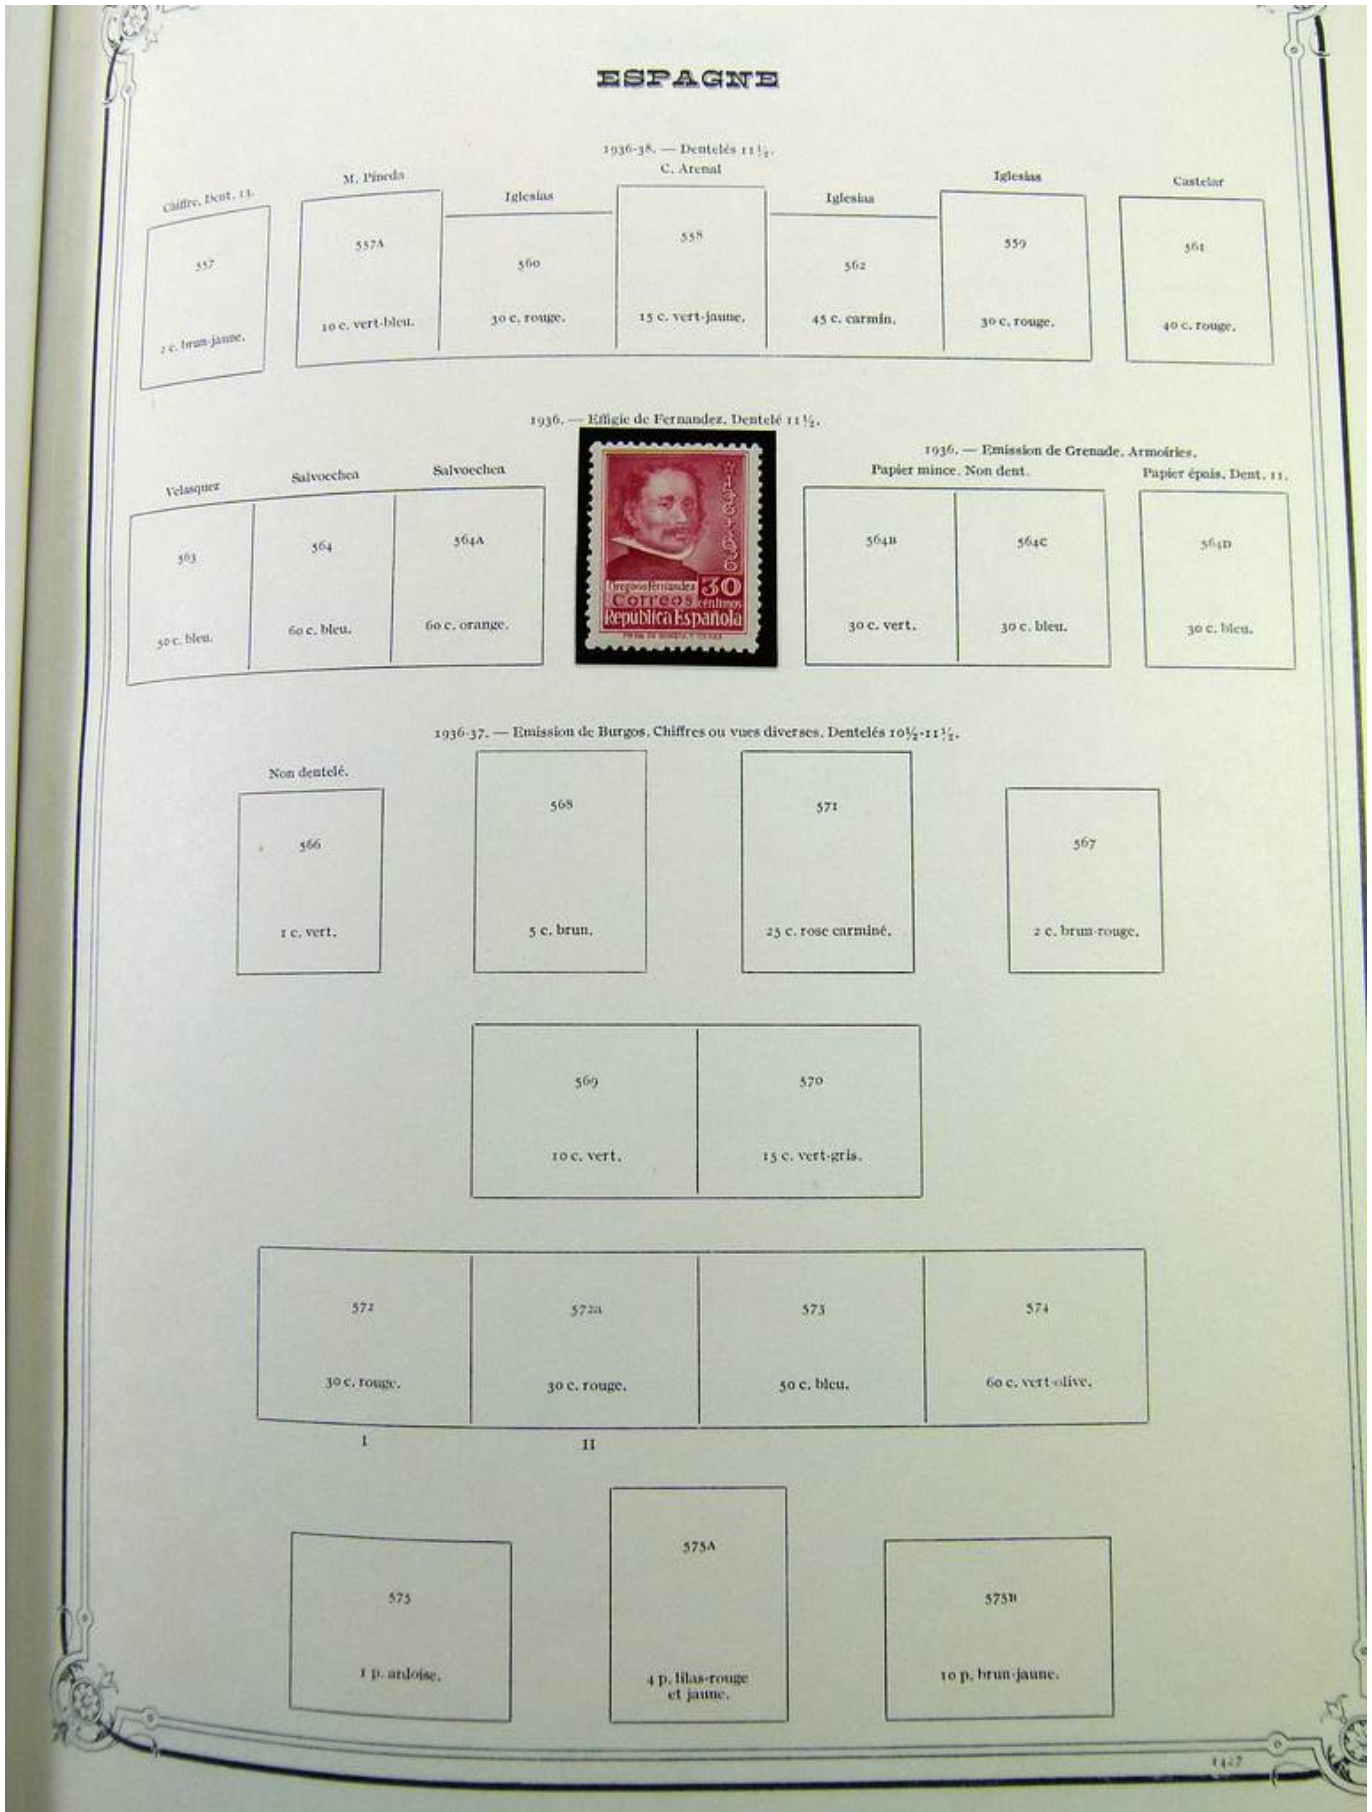 ESPAGNE
1936-38. — Dentelés 11½.
Chiffre, Dent. 13.
M. Pineda
Iglesias
C. Arenal
Iglesias
Iglesias
Castelar
557
557A
560
558
562
559
561
2 c. brun-jaune.
10 c. vert-bleu.
30 c. rouge.
15 c. vert-jaune.
45 c. carmin.
30 c. rouge.
40 c. rouge.
1936. — Effigie de Fernandez. Dentelé 11½.
1936. — Emission de Grenade. Armoiries.
Velasquez
Salvoechea
Salvoechea
Papier mince. Non dent.
Papier épais. Dent. 11.
563
564
564A
564B
564C
564D
50 c. bleu.
60 c. bleu.
60 c. orange.
30 c. vert.
30 c. bleu.
30 c. bleu.
Gregorio Fernández
30
Correos
céntimos
República Española
1936-37. — Emission de Burgos. Chiffres ou vues diverses. Dentelés 10½-11½.
Non dentelé.
566
568
571
567
1 c. vert.
5 c. brun.
25 c. rose carminé.
2 c. brun-rouge.
569
570
10 c. vert.
15 c. vert-gris.
572
572a
573
574
30 c. rouge.
30 c. rouge.
50 c. bleu.
60 c. vert-olive.
I
II
575
575A
575B
1 p. ardoise.
4 p. lilas-rouge
et jaune.
10 p. brun-jaune.
1427